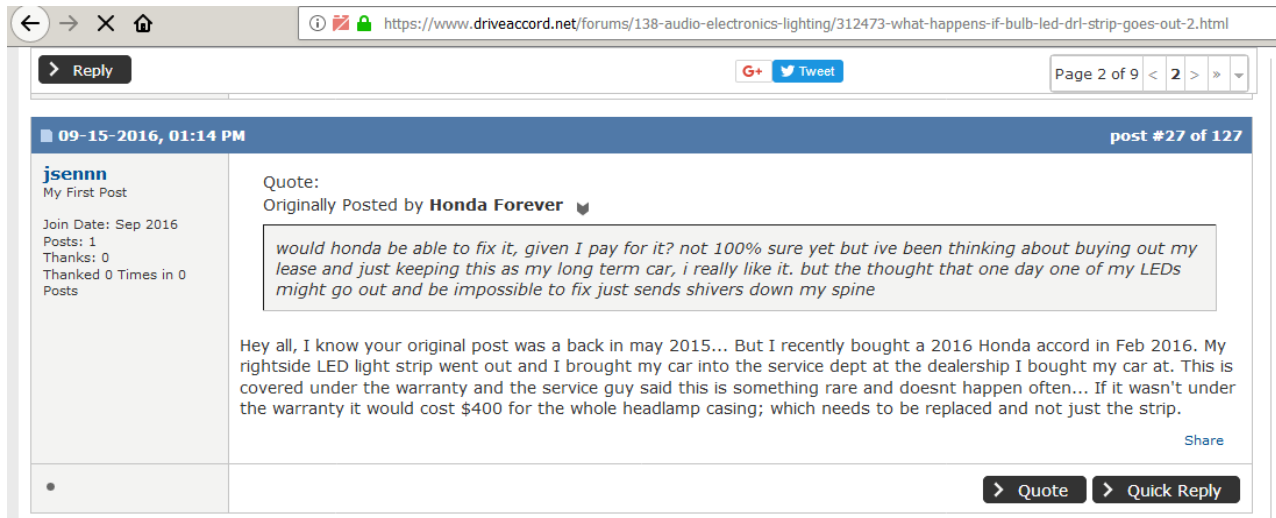 https://www.driveaccord.net/forums/138-audio-electronics-lighting/312473-what-happens-if-bulb-led-drl-strip-goes-out-2.html
Reply
G+ Tweet
Page 2 of 9 < 2 > »
09-15-2016, 01:14 PM
post #27 of 127
jsennn
My First Post
Join Date: Sep 2016
Posts: 1
Thanks: 0
Thanked 0 Times in 0
Posts
Quote:
Originally Posted by Honda Forever
would honda be able to fix it, given I pay for it? not 100% sure yet but ive been thinking about buying out my
lease and just keeping this as my long term car, i really like it. but the thought that one day one of my LEDs
might go out and be impossible to fix just sends shivers down my spine
Hey all, I know your original post was a back in may 2015... But I recently bought a 2016 Honda accord in Feb 2016. My
rightside LED light strip went out and I brought my car into the service dept at the dealership I bought my car at. This is
covered under the warranty and the service guy said this is something rare and doesnt happen often... If it wasn't under
the warranty it would cost $400 for the whole headlamp casing; which needs to be replaced and not just the strip.
Share
Quote
Quick Reply